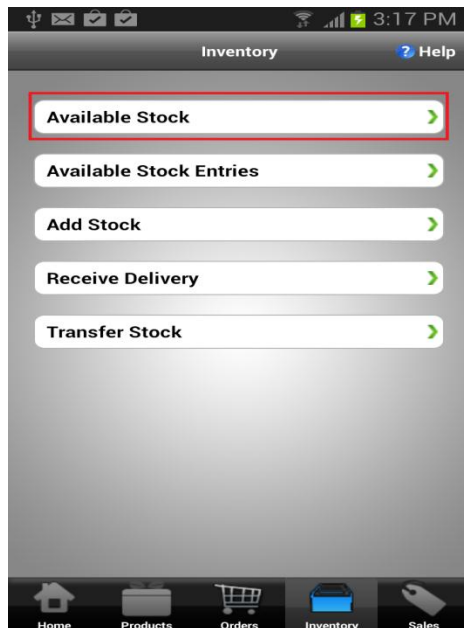 3:17 PM
Inventory
? Help
Available Stock
Available Stock Entries
Add Stock
Receive Delivery
Transfer Stock
Home Products Orders Inventory Sales